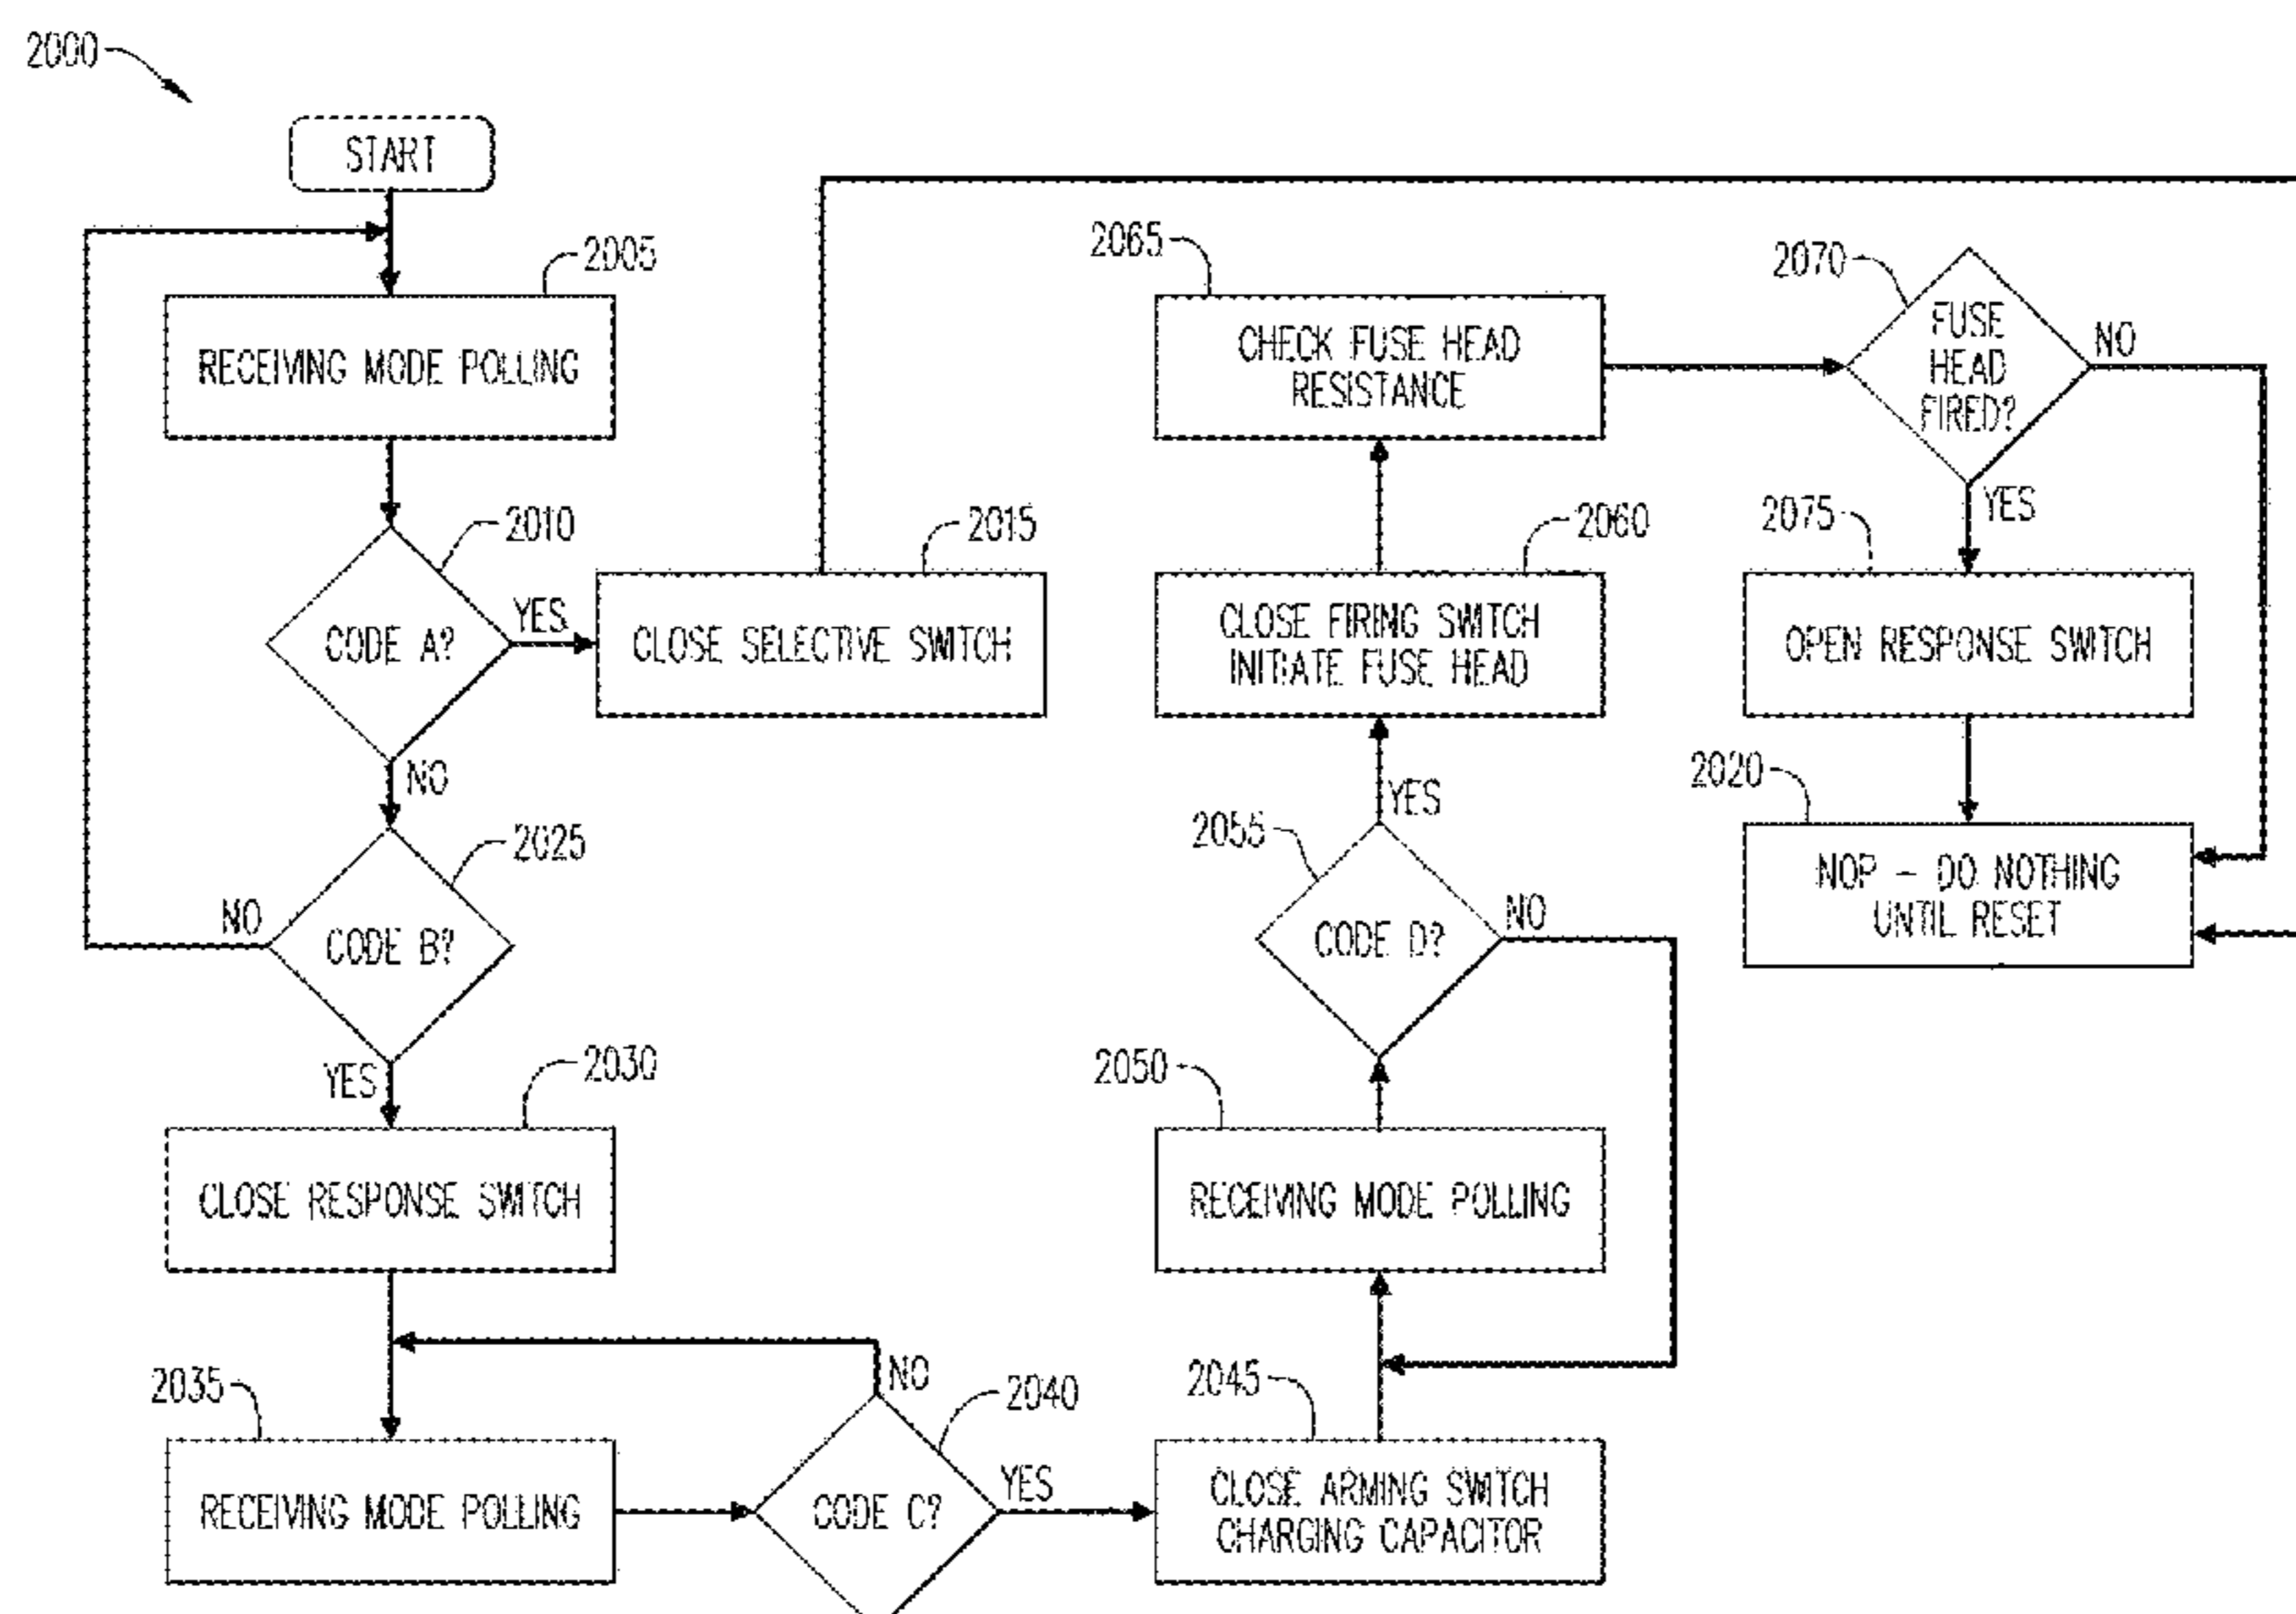 2000
START
2005
RECEIVING MODE POLLING
2010
CODE A?
YES
NO
2015
CLOSE SELECTIVE SWITCH
2025
CODE B?
NO
YES
2030
CLOSE RESPONSE SWITCH
2035
RECEIVING MODE POLLING
2040
CODE C?
NO
YES
2045
CLOSE ARMING SWITCH
CHARGING CAPACITOR
2050
RECEIVING MODE POLLING
2055
CODE D?
NO
YES
2060
CLOSE FIRING SWITCH
INITIATE FUSE HEAD
2065
CHECK FUSE HEAD
RESISTANCE
2070
FUSE
HEAD
FIRED?
NO
YES
2075
OPEN RESPONSE SWITCH
2020
NOP - DO NOTHING
UNTIL RESET